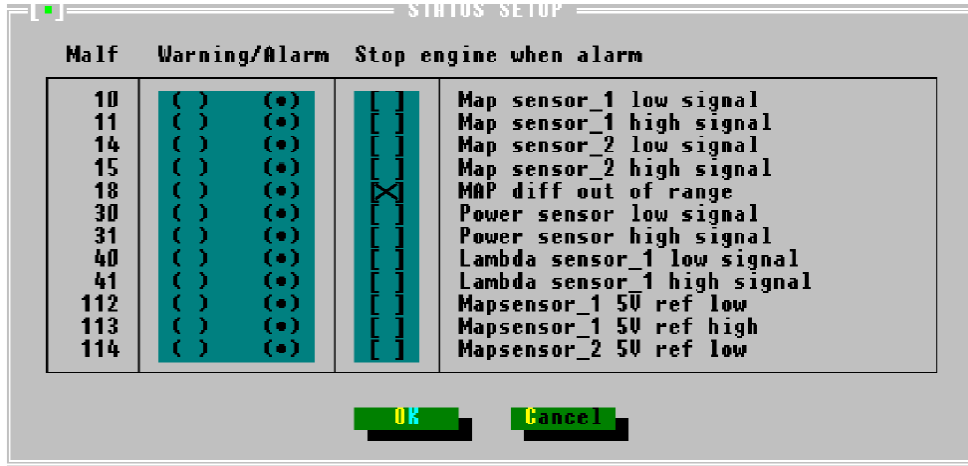 STATUS SETUP
Malf Warning/Alarm Stop engine when alarm
10 ( ) (•) [ ] Map sensor_1 low signal
11 ( ) (•) [ ] Map sensor_1 high signal
14 ( ) (•) [ ] Map sensor_2 low signal
15 ( ) (•) [ ] Map sensor_2 high signal
18 ( ) (•) [X] MAP diff out of range
30 ( ) (•) [ ] Power sensor low signal
31 ( ) (•) [ ] Power sensor high signal
40 ( ) (•) [ ] Lambda sensor_1 low signal
41 ( ) (•) [ ] Lambda sensor_1 high signal
112 ( ) (•) [ ] Mapsensor_1 5V ref low
113 ( ) (•) [ ] Mapsensor_1 5V ref high
114 ( ) (•) [ ] Mapsensor_2 5V ref low
OK Cancel